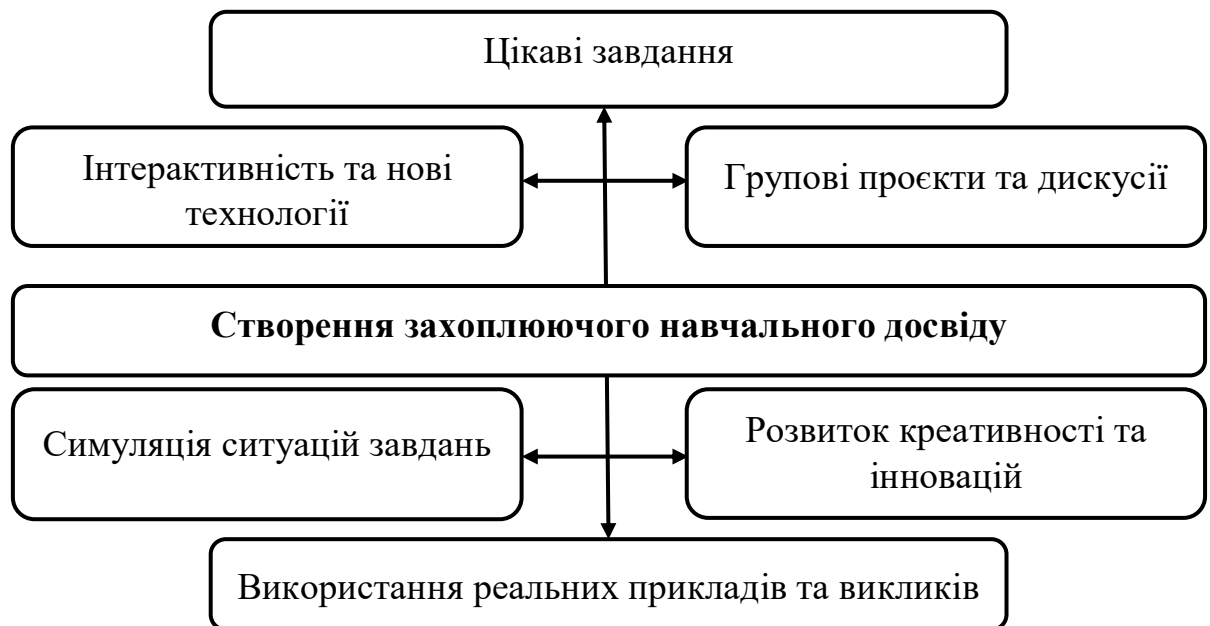 Цікаві завдання
Інтерактивність та нові
технології
Групові проєкти та дискусії
Створення захоплюючого навчального досвіду
Симуляція ситуацій завдань
Розвиток креативності та
інновацій
Використання реальних прикладів та викликів